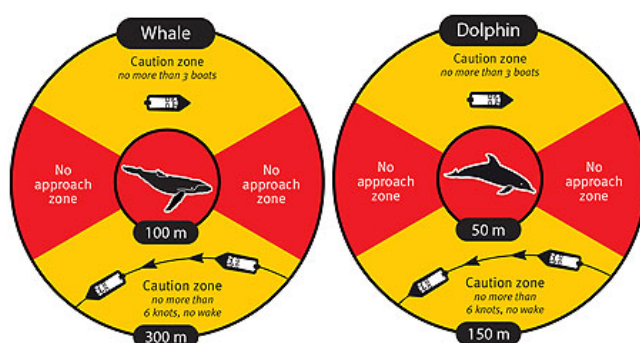 Whale
Caution zone
no more than 3 boats
No
approach
zone
No
approach
zone
100 m
Caution zone
no more than
6 knots, no wake
300 m
Dolphin
Caution zone
no more than 3 boats
No
approach
zone
No
approach
zone
50 m
Caution zone
no more than
6 knots, no wake
150 m